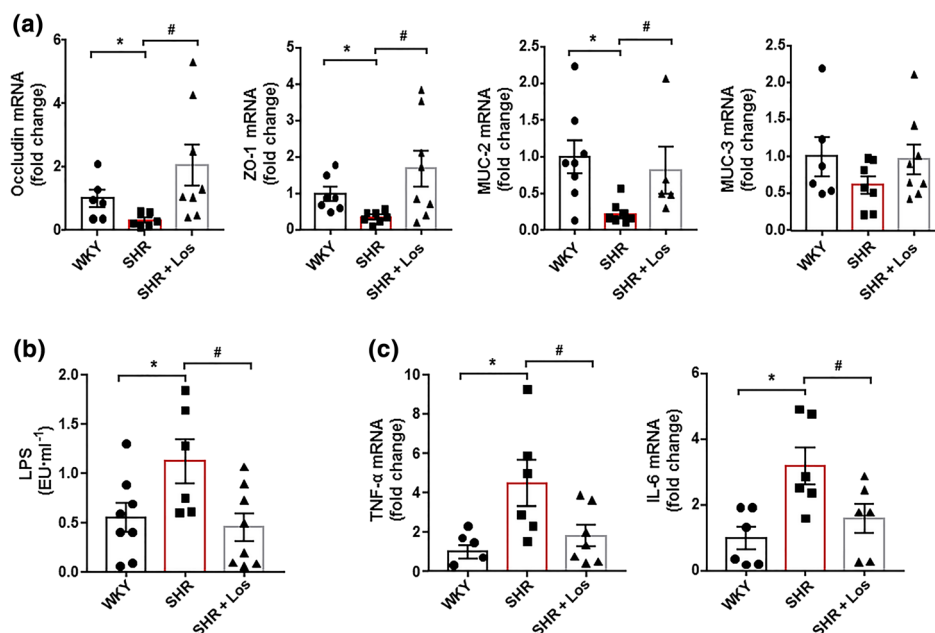 (a)
Occludin mRNA
(fold change)
6
4
2
0
*
#
WKY
SHR
SHR + Los
ZO-1 mRNA
(fold change)
5
4
3
2
1
0
*
#
WKY
SHR
SHR + Los
MUC-2 mRNA
(fold change)
2.5
2.0
1.5
1.0
0.5
0.0
*
#
WKY
SHR
SHR + Los
MUC-3 mRNA
(fold change)
2.5
2.0
1.5
1.0
0.5
0.0
WKY
SHR
SHR + Los
(b)
LPS
(EU·ml⁻¹)
2.0
1.5
1.0
0.5
0.0
*
#
WKY
SHR
SHR + Los
(c)
TNF-α mRNA
(fold change)
10
8
6
4
2
0
*
#
WKY
SHR
SHR + Los
IL-6 mRNA
(fold change)
6
4
2
0
*
#
WKY
SHR
SHR + Los